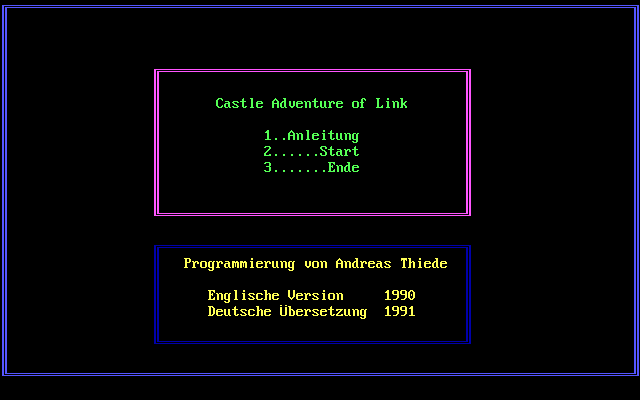 Castle Adventure of Link
1..Anleitung
2......Start
3.......Ende
Programmierung von Andreas Thiede
Englische Version 1990
Deutsche Übersetzung 1991